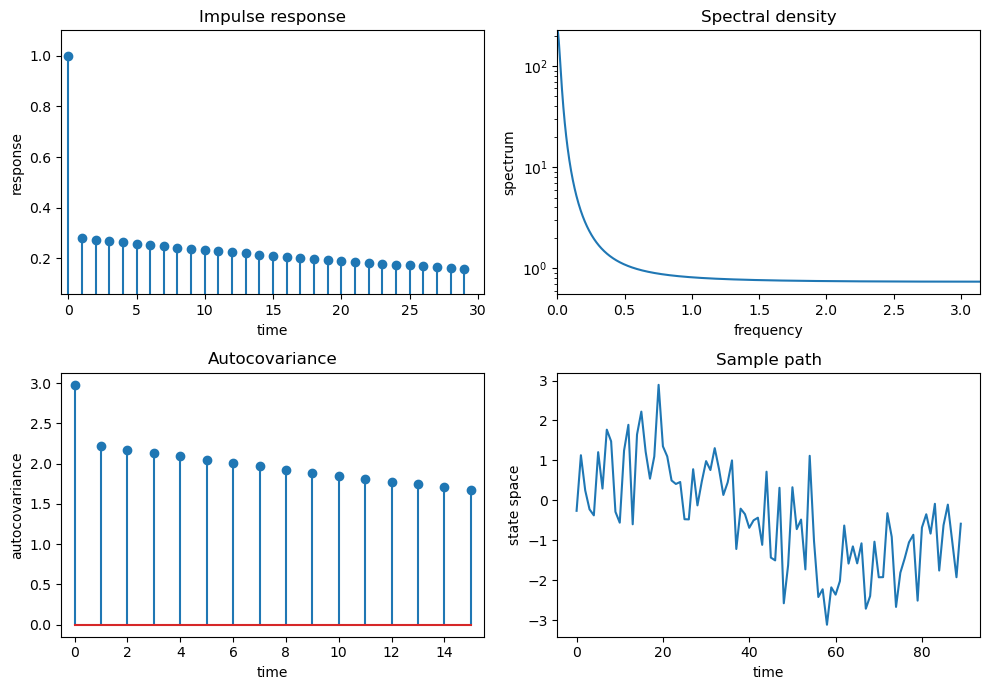 Impulse response
response
1.0
0.8
0.6
0.4
0.2
0 5 10 15 20 25 30
time
Spectral density
spectrum
10²
10¹
10⁰
0.0 0.5 1.0 1.5 2.0 2.5 3.0
frequency
Autocovariance
autocovariance
3.0
2.5
2.0
1.5
1.0
0.5
0.0
0 2 4 6 8 10 12 14
time
Sample path
state space
3
2
1
0
−1
−2
−3
0 20 40 60 80
time